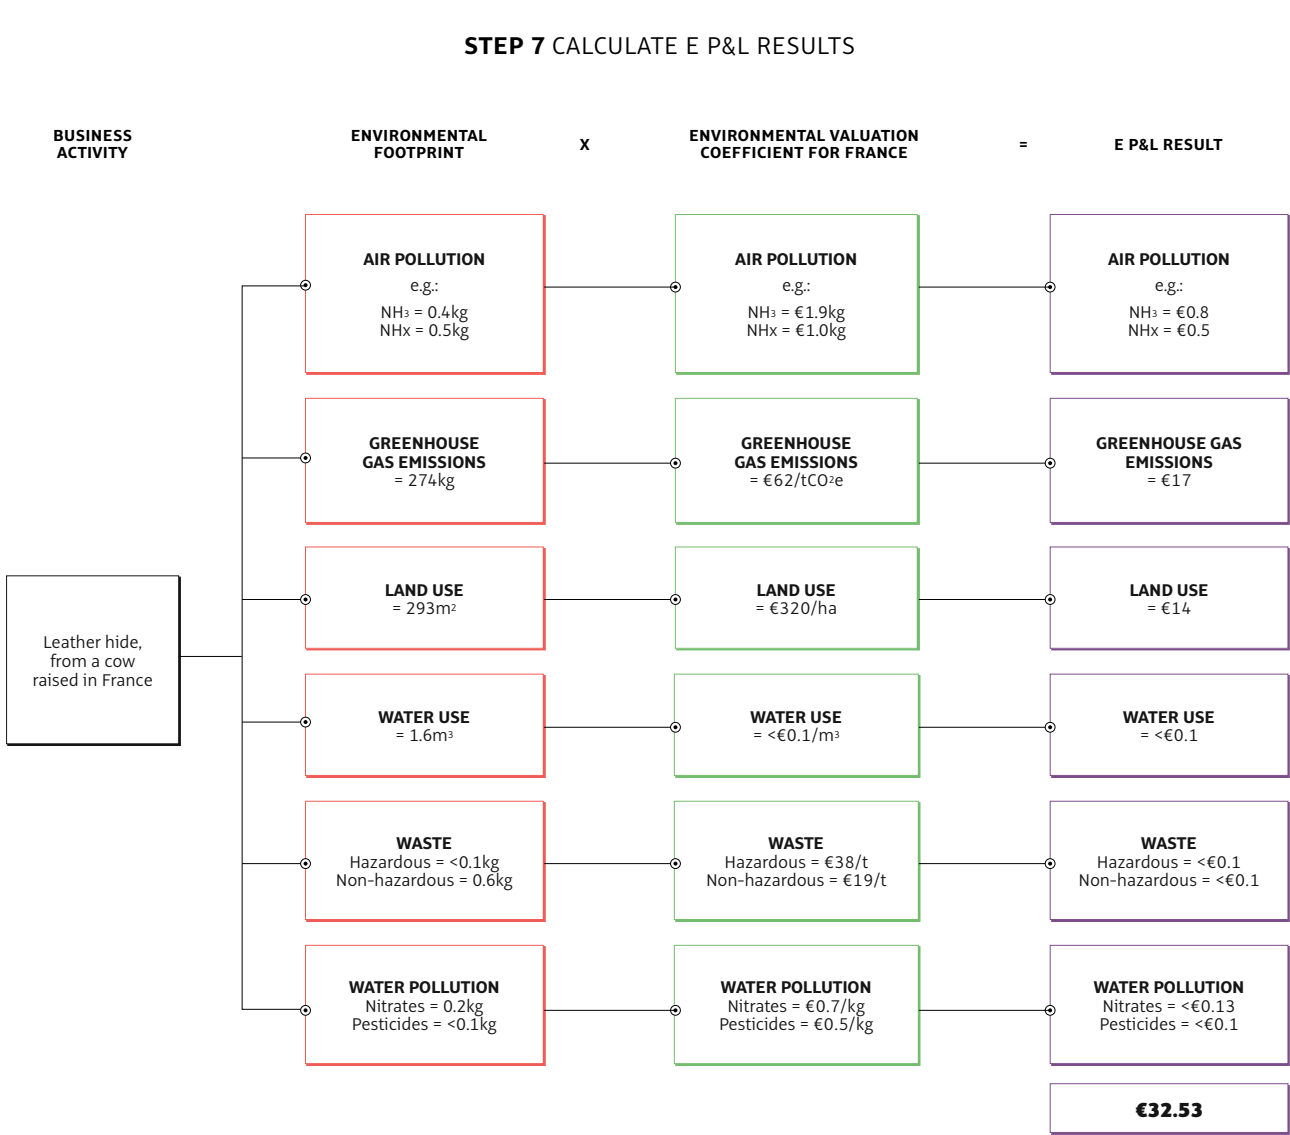 STEP 7 CALCULATE E P&L RESULTS
BUSINESS
ACTIVITY
ENVIRONMENTAL
FOOTPRINT
X
ENVIRONMENTAL VALUATION
COEFFICIENT FOR FRANCE
=
E P&L RESULT
Leather hide,
from a cow
raised in France
AIR POLLUTION
e.g.:
NH₃ = 0.4kg
NHx = 0.5kg
AIR POLLUTION
e.g.:
NH₃ = €1.9kg
NHx = €1.0kg
AIR POLLUTION
e.g.:
NH₃ = €0.8
NHx = €0.5
GREENHOUSE
GAS EMISSIONS
= 274kg
GREENHOUSE
GAS EMISSIONS
= €62/tCO²e
GREENHOUSE GAS
EMISSIONS
= €17
LAND USE
= 293m²
LAND USE
= €320/ha
LAND USE
= €14
WATER USE
= 1.6m³
WATER USE
= <€0.1/m³
WATER USE
= <€0.1
WASTE
Hazardous = <0.1kg
Non-hazardous = 0.6kg
WASTE
Hazardous = €38/t
Non-hazardous = €19/t
WASTE
Hazardous = <€0.1
Non-hazardous = <€0.1
WATER POLLUTION
Nitrates = 0.2kg
Pesticides = <0.1kg
WATER POLLUTION
Nitrates = €0.7/kg
Pesticides = €0.5/kg
WATER POLLUTION
Nitrates = <€0.13
Pesticides = <€0.1
€32.53